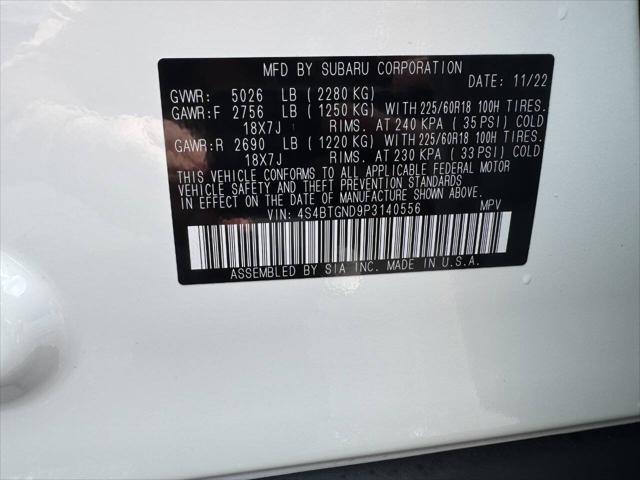 MFD BY SUBARU CORPORATION
DATE: 11/22
GVWR: 5026 LB ( 2280 KG)
GAWR:F 2756 LB ( 1250 KG) WITH 225/60R18 100H TIRES.
18X7J RIMS. AT 240 KPA ( 35 PSI) COLD
GAWR:R 2690 LB ( 1220 KG) WITH 225/60R18 100H TIRES.
18X7J RIMS. AT 230 KPA ( 33 PSI) COLD
THIS VEHICLE CONFORMS TO ALL APPLICABLE FEDERAL MOTOR
VEHICLE SAFETY AND THEFT PREVENTION STANDARDS
IN EFFECT ON THE DATE OF MANUFACTURE SHOWN ABOVE.
VIN: 4S4BTGND9P3140556 MPV
ASSEMBLED BY SIA INC. MADE IN U.S.A.